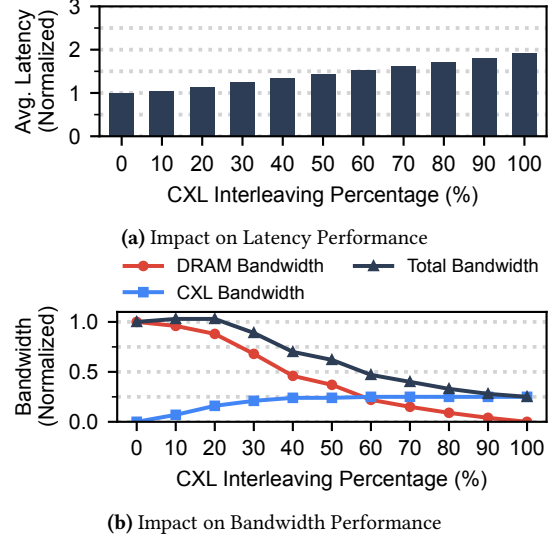 3
2
1
0
Avg. Latency
(Normalized)
0 10 20 30 40 50 60 70 80 90 100
CXL Interleaving Percentage (%)
(a) Impact on Latency Performance
DRAM Bandwidth Total Bandwidth
CXL Bandwidth
1.0
0.5
0.0
Bandwidth
(Normalized)
0 10 20 30 40 50 60 70 80 90 100
CXL Interleaving Percentage (%)
(b) Impact on Bandwidth Performance